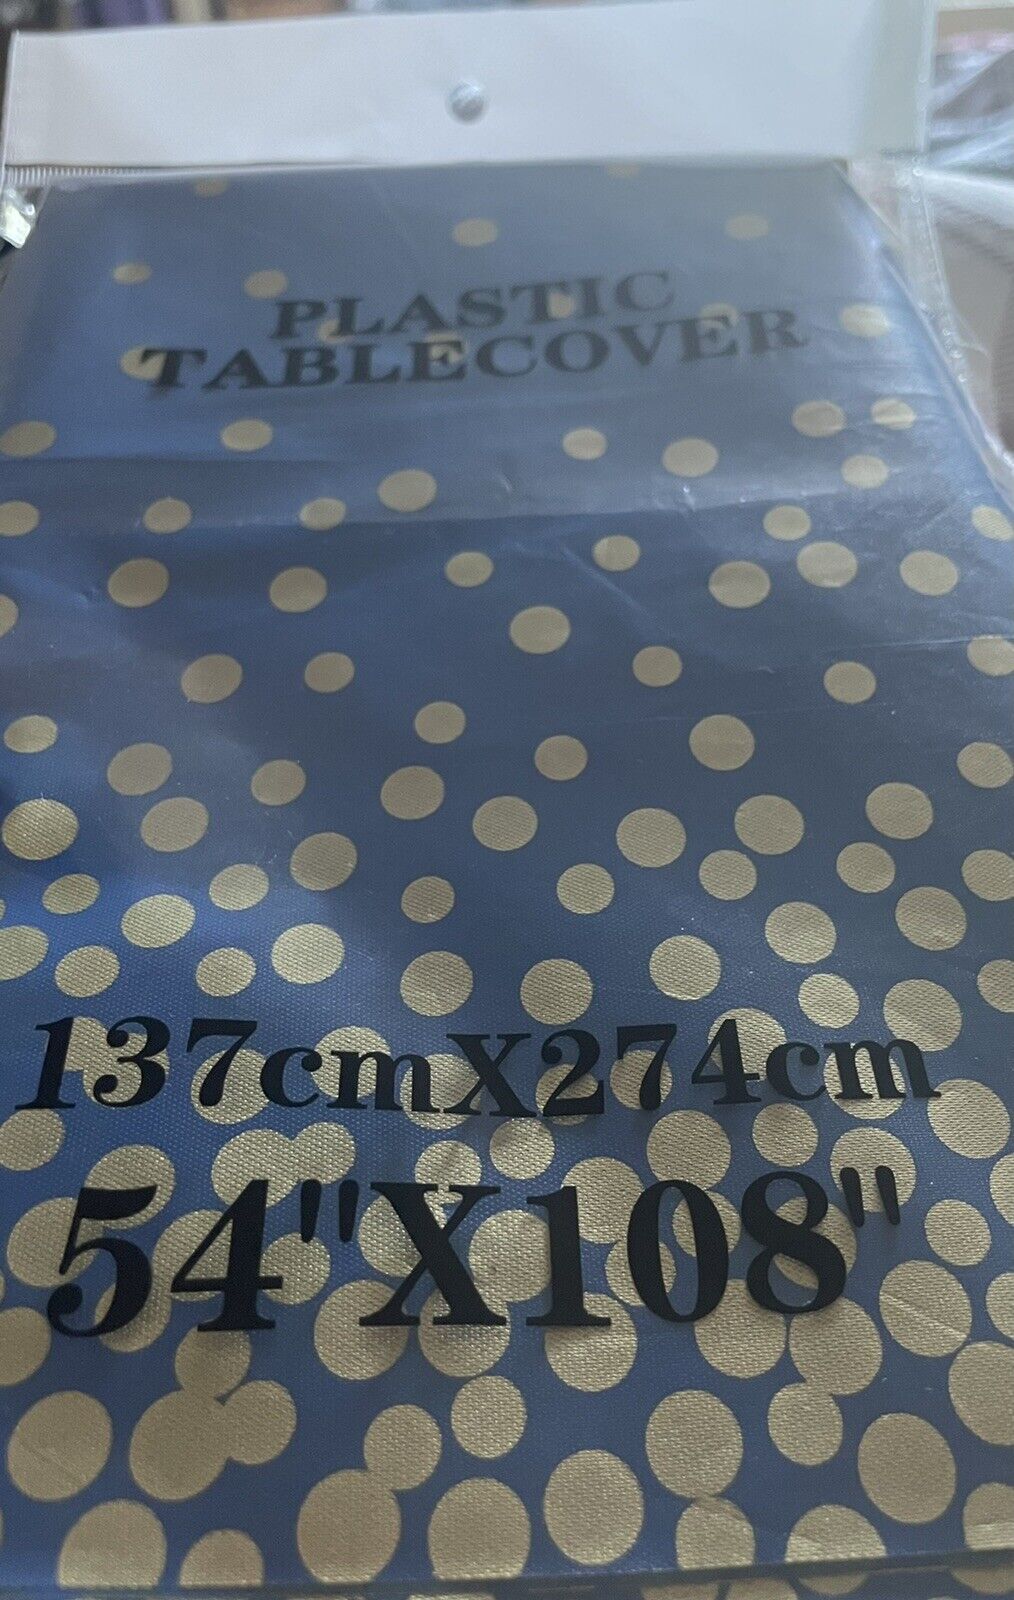 PLASTIC
TABLECOVER
137cmX274cm
54"X108"